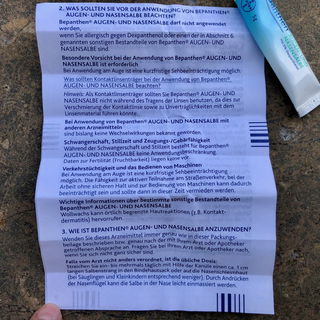 2. WAS SOLLTEN SIE VOR DER ANWENDUNG VON BEPANTHEN®
AUGEN- UND NASENSALBE BEACHTEN?
Bepanthen® AUGEN- UND NASENSALBE darf nicht angewendet
werden,
wenn Sie allergisch gegen Dexpanthenol oder einen der in Abschnitt 6
genannten sonstigen Bestandteile von Bepanthen® AUGEN- UND
NASENSALBE sind.
Besondere Vorsicht bei der Anwendung von Bepanthen® AUGEN-
UND NASENSALBE ist erforderlich
Bei Anwendung am Auge ist eine kurzfristige Sehbeeinträchtigung möglich.
Was sollten Kontaktlinsenträger bei der Anwendung von Bepanthen®
AUGEN- UND NASENSALBE beachten?
Hinweis: Als Kontaktlinsenträger sollten Sie Bepanthen® AUGEN- UND
NASENSALBE nicht während des Tragens der Linsen benutzen, da dies zur
Verschmierung der Kontaktlinsen sowie zu Unverträglichkeiten mit dem
Linsenmaterial führen könnte.
Bei Anwendung von Bepanthen® AUGEN- UND NASENSALBE mit
anderen Arzneimitteln
sind bislang keine Wechselwirkungen bekannt geworden.
Schwangerschaft, Stillzeit und Zeugungs-/Gebärfähigkeit
Während der Schwangerschaft und Stillzeit besteht für Bepanthen®
AUGEN- UND NASENSALBE keine Anwendungsbeschränkung.
Daten zur Fertilität (Fruchtbarkeit) liegen keine vor.
Verkehrstüchtigkeit und das Bedienen von Maschinen
Bei Anwendung am Auge ist eine kurzfristige Sehbeeinträchtigung
möglich. Die Fähigkeit zur aktiven Teilnahme am Straßenverkehr, bei der
Arbeit ohne sicheren Halt und zur Bedienung von Maschinen kann dadurch
beeinträchtigt sein und sollte dann in dieser Zeit vermieden werden.
Wichtige Informationen über bestimmte sonstige Bestandteile von
Bepanthen® AUGEN- UND NASENSALBE
Wollwachs kann örtlich begrenzte Hautreaktionen (z.B. Kontakt-
dermatitis) hervorrufen.
3. WIE IST BEPANTHEN® AUGEN- UND NASENSALBE ANZUWENDEN?
Wenden Sie dieses Arzneimittel immer genau wie in dieser Packungs-
beilage beschrieben bzw. genau nach der mit Ihrem Arzt oder Apotheker
getroffenen Absprache an. Fragen Sie bei Ihrem Arzt oder Apotheker nach,
wenn Sie sich nicht ganz sicher sind.
Falls vom Arzt nicht anders verordnet, ist die übliche Dosis:
Streichen Sie ein- bis mehrmals täglich mit Hilfe der Kanüle einen ca. 1 cm
langen Salbenstrang in den Bindehautsack oder auf die Nasenschleimhaut
(bei Säuglingen und Kleinkindern entsprechend weniger). Durch Andrücken
der Nasenflügel kann die Salbe in der Nase leicht einmassiert werden.